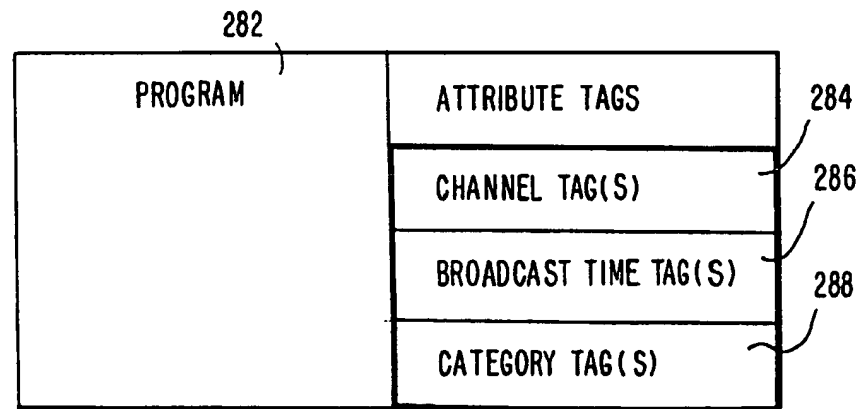 282
PROGRAM
ATTRIBUTE TAGS
284
CHANNEL TAG(S)
286
BROADCAST TIME TAG(S)
288
CATEGORY TAG(S)